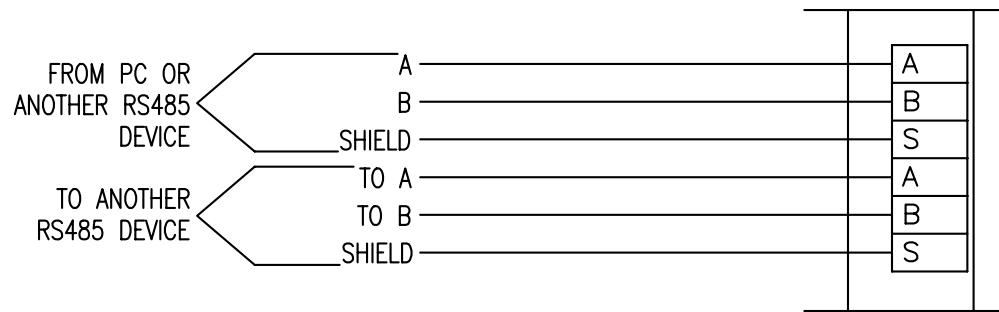 FROM PC OR
ANOTHER RS485
DEVICE
A
B
SHIELD
TO ANOTHER
RS485 DEVICE
TO A
TO B
SHIELD
A
B
S
A
B
S